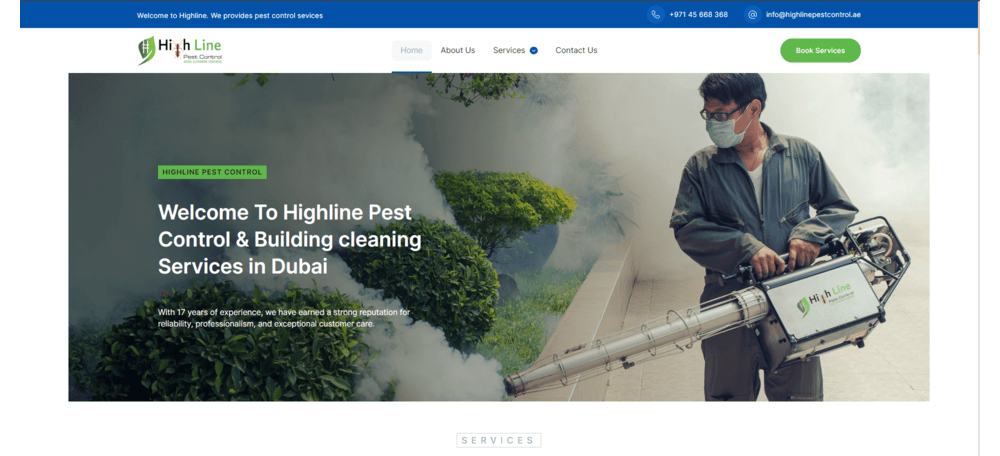 Welcome to Highline. We provides pest control sevices
+971 45 668 368
info@highlinepestcontrol.ae
High Line
Pest Control
Home
About Us
Services
Contact Us
Book Services
HIGHLINE PEST CONTROL
Welcome To Highline Pest
Control & Building cleaning
Services in Dubai
With 17 years of experience, we have earned a strong reputation for
reliability, professionalism, and exceptional customer care.
High Line
Pest Control
SERVICES